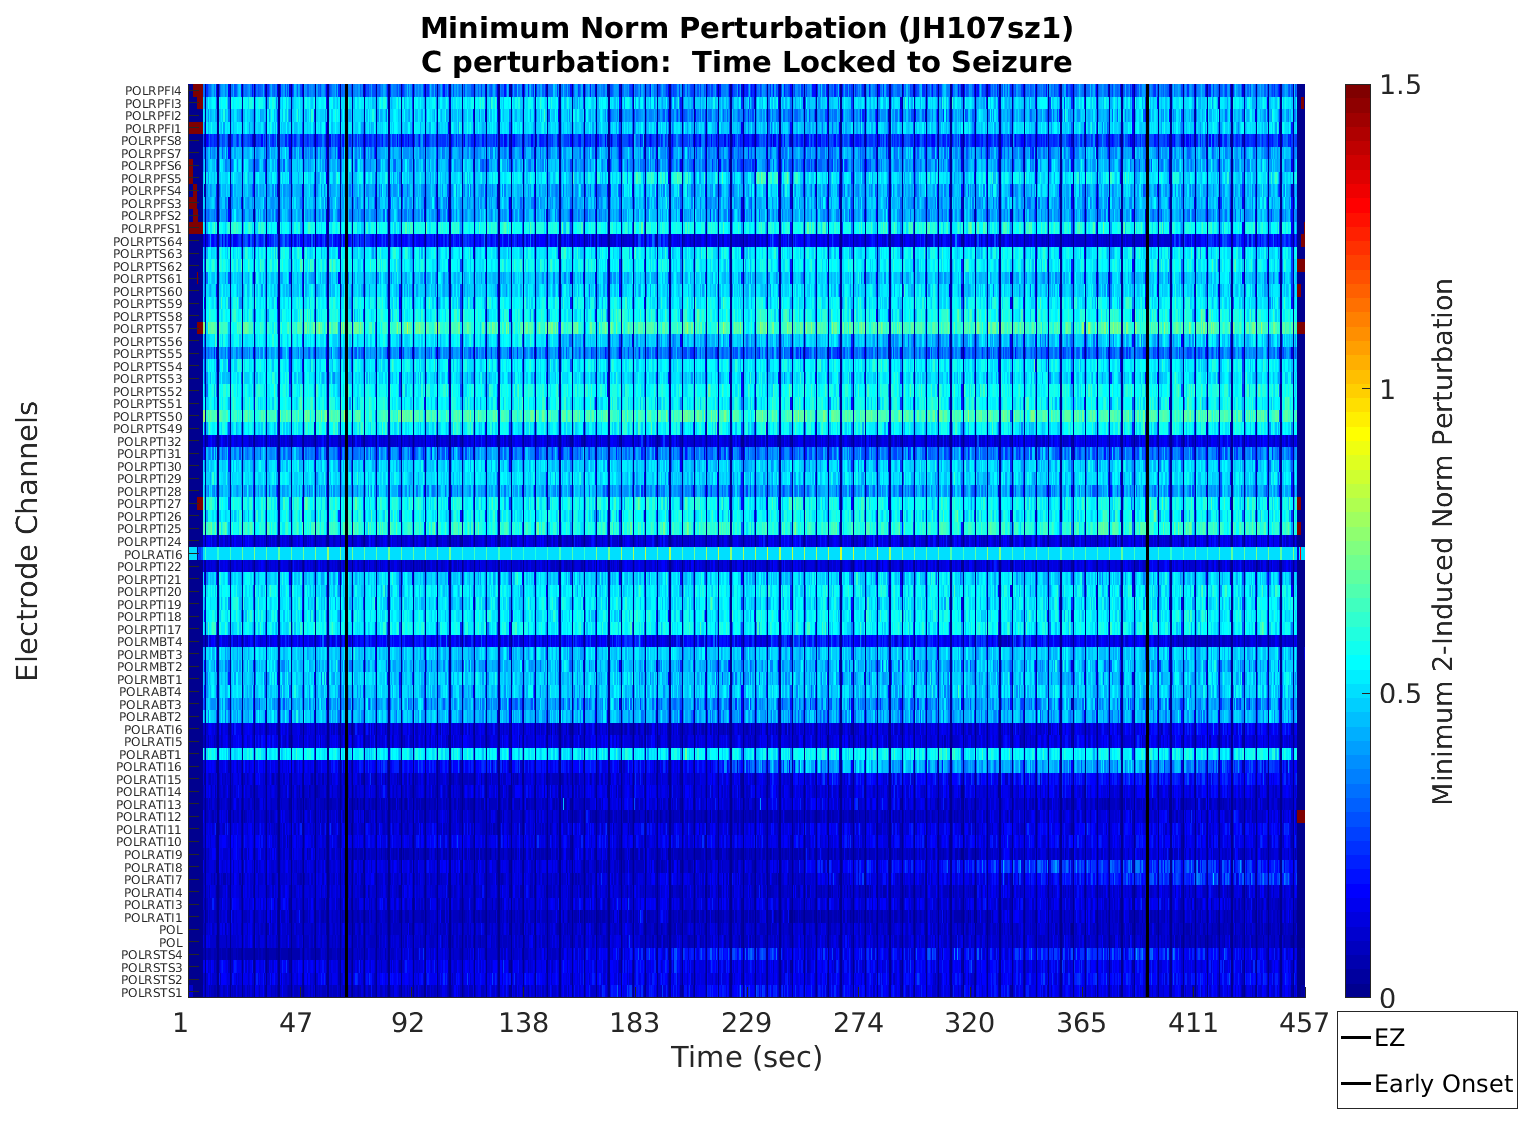 Minimum Norm Perturbation (JH107sz1)
C perturbation:  Time Locked to Seizure
Electrode Channels
POLRPFI4
POLRPFI3
POLRPFI2
POLRPFI1
POLRPFS8
POLRPFS7
POLRPFS6
POLRPFS5
POLRPFS4
POLRPFS3
POLRPFS2
POLRPFS1
POLRPTS64
POLRPTS63
POLRPTS62
POLRPTS61
POLRPTS60
POLRPTS59
POLRPTS58
POLRPTS57
POLRPTS56
POLRPTS55
POLRPTS54
POLRPTS53
POLRPTS52
POLRPTS51
POLRPTS50
POLRPTS49
POLRPTI32
POLRPTI31
POLRPTI30
POLRPTI29
POLRPTI28
POLRPTI27
POLRPTI26
POLRPTI25
POLRPTI24
POLRATI6
POLRPTI22
POLRPTI21
POLRPTI20
POLRPTI19
POLRPTI18
POLRPTI17
POLRMBT4
POLRMBT3
POLRMBT2
POLRMBT1
POLRABT4
POLRABT3
POLRABT2
POLRATI6
POLRATI5
POLRABT1
POLRATI16
POLRATI15
POLRATI14
POLRATI13
POLRATI12
POLRATI11
POLRATI10
POLRATI9
POLRATI8
POLRATI7
POLRATI4
POLRATI3
POLRATI1
POL
POL
POLRSTS4
POLRSTS3
POLRSTS2
POLRSTS1
1 47 92 138 183 229 274 320 365 411 457
Time (sec)
1.5
1
0.5
0
Minimum 2-Induced Norm Perturbation
EZ
Early Onset